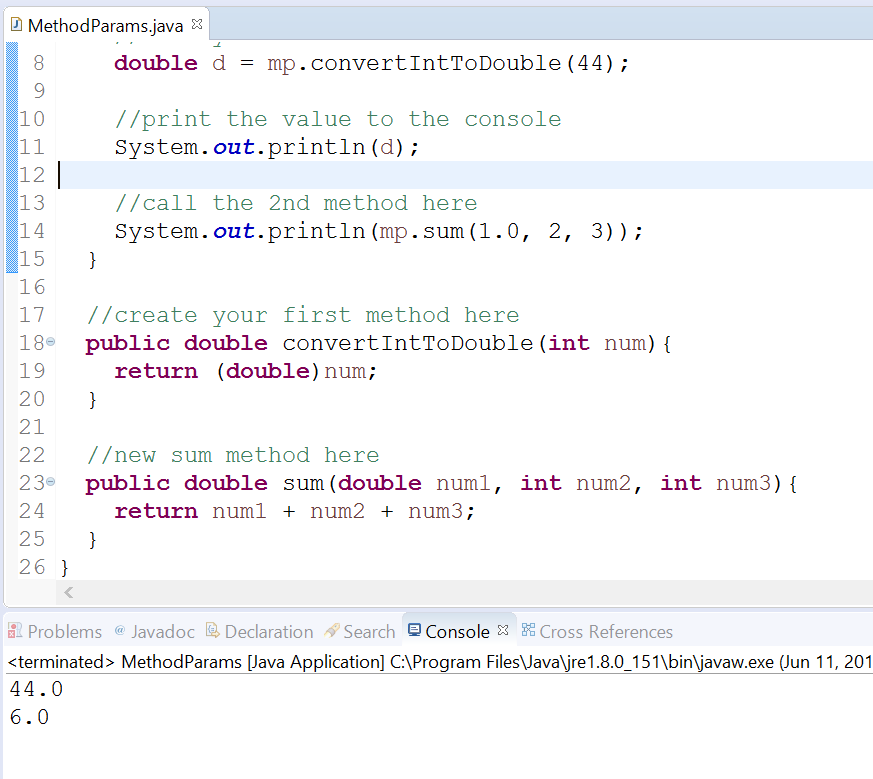 MethodParams.java
8 double d = mp.convertIntToDouble(44);
9
10 //print the value to the console
11 System.out.println(d);
12
13 //call the 2nd method here
14 System.out.println(mp.sum(1.0, 2, 3));
15 }
16
17 //create your first method here
18 public double convertIntToDouble(int num){
19 return (double)num;
20 }
21
22 //new sum method here
23 public double sum(double num1, int num2, int num3){
24 return num1 + num2 + num3;
25 }
26 }
Problems @ Javadoc Declaration Search Console Cross References
<terminated> MethodParams [Java Application] C:\Program Files\Java\jre1.8.0_151\bin\javaw.exe (Jun 11, 201
44.0
6.0